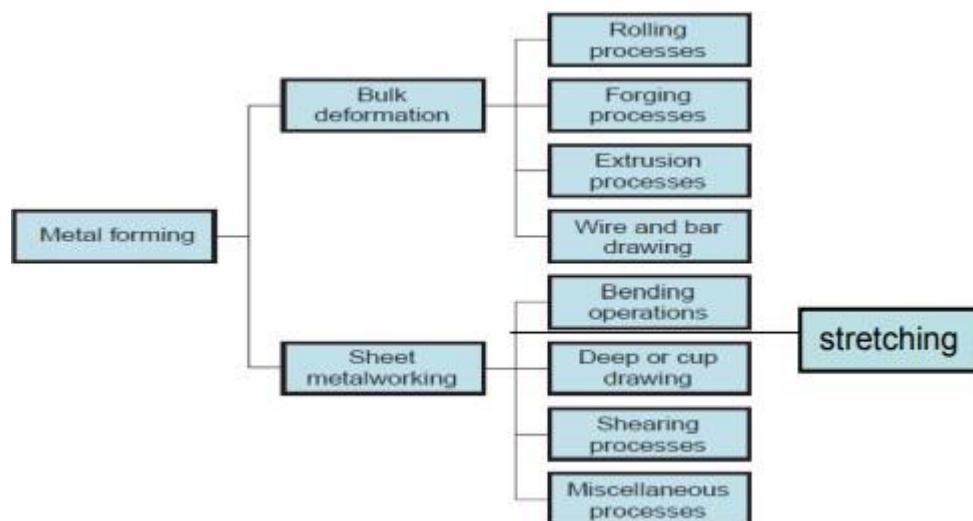 Rolling
processes
Bulk
deformation
Forging
processes
Extrusion
processes
Metal forming
Wire and bar
drawing
Bending
operations
stretching
Sheet
metalworking
Deep or cup
drawing
Shearing
processes
Miscellaneous
processes